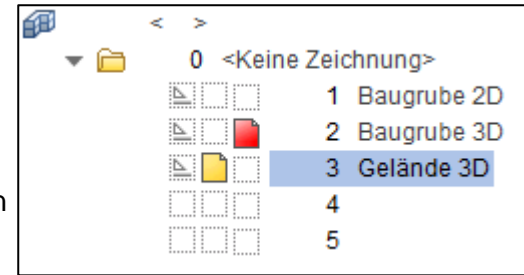 < >
0 <Keine Zeichnung>
1 Baugrube 2D
2 Baugrube 3D
3 Gelände 3D
n 4
5